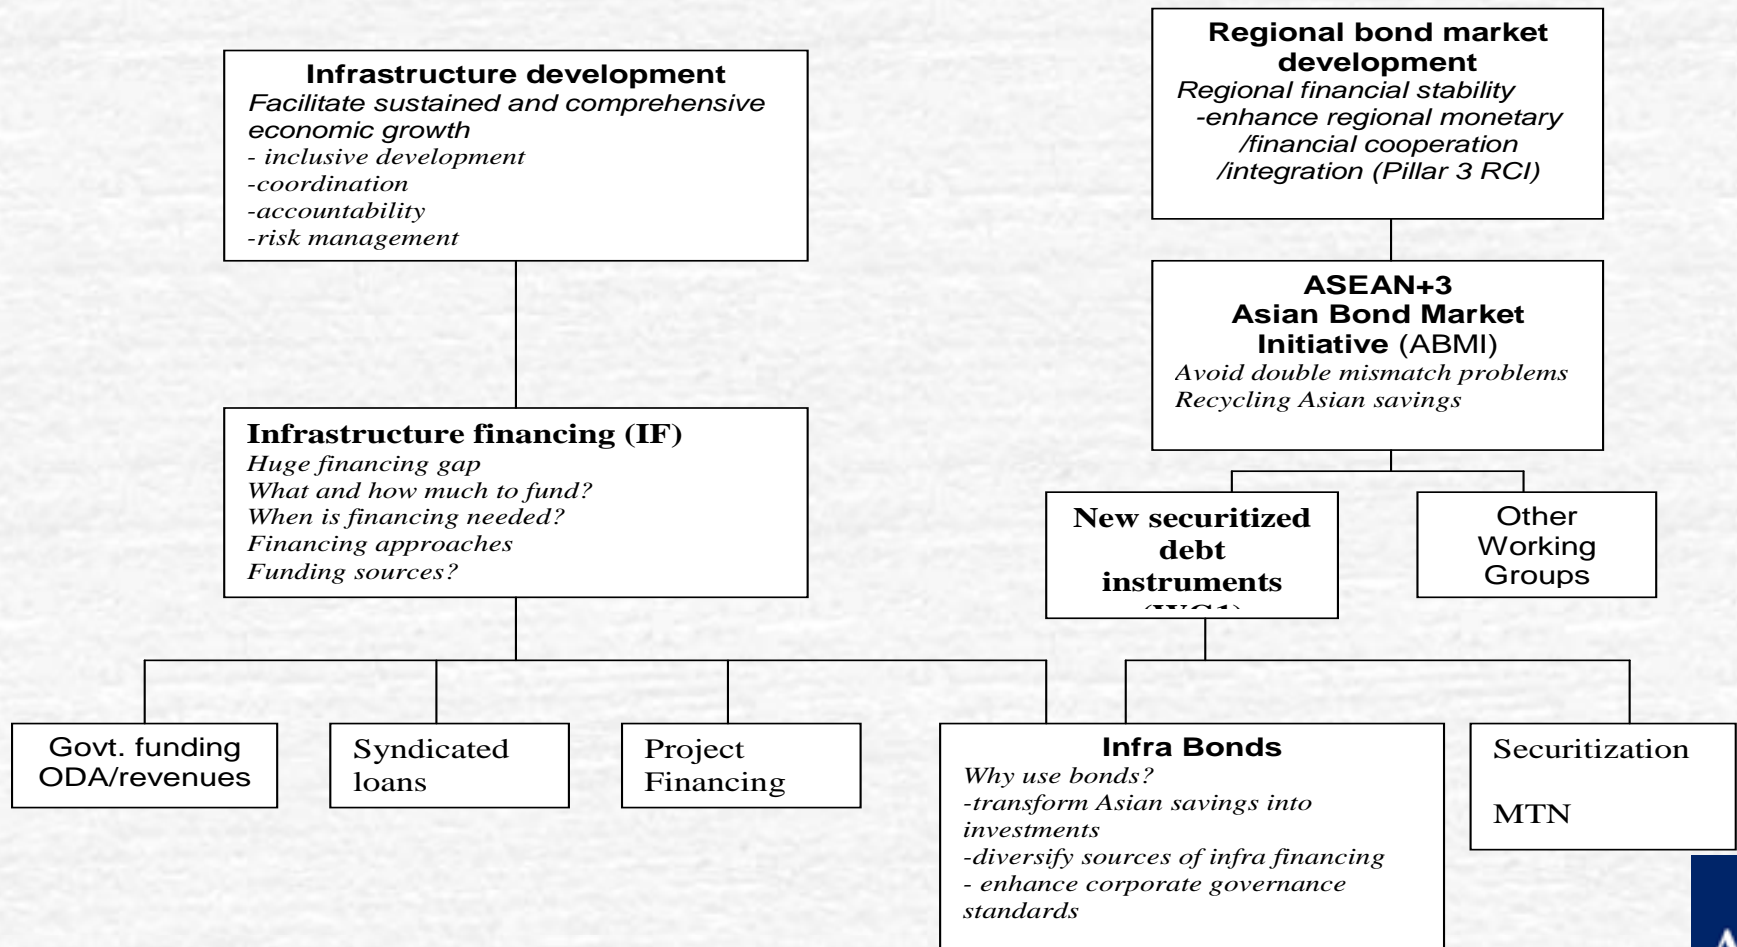 Infrastructure development
Facilitate sustained and comprehensive
economic growth
- inclusive development
-coordination
-accountability
-risk management
Regional bond market
development
Regional financial stability
-enhance regional monetary
/financial cooperation
/integration (Pillar 3 RCI)
ASEAN+3
Asian Bond Market
Initiative (ABMI)
Avoid double mismatch problems
Recycling Asian savings
Infrastructure financing (IF)
Huge financing gap
What and how much to fund?
When is financing needed?
Financing approaches
Funding sources?
New securitized
debt
instruments
Other
Working
Groups
Govt. funding
ODA/revenues
Syndicated
loans
Project
Financing
Infra Bonds
Why use bonds?
-transform Asian savings into
investments
-diversify sources of infra financing
- enhance corporate governance
standards
Securitization
MTN